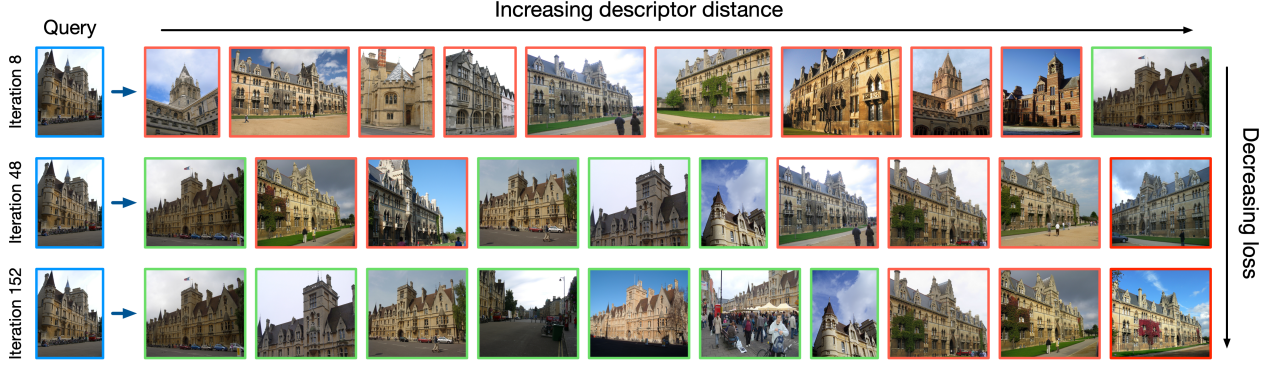 Increasing descriptor distance
Query
Iteration 8
Iteration 48
Iteration 152
Decreasing loss